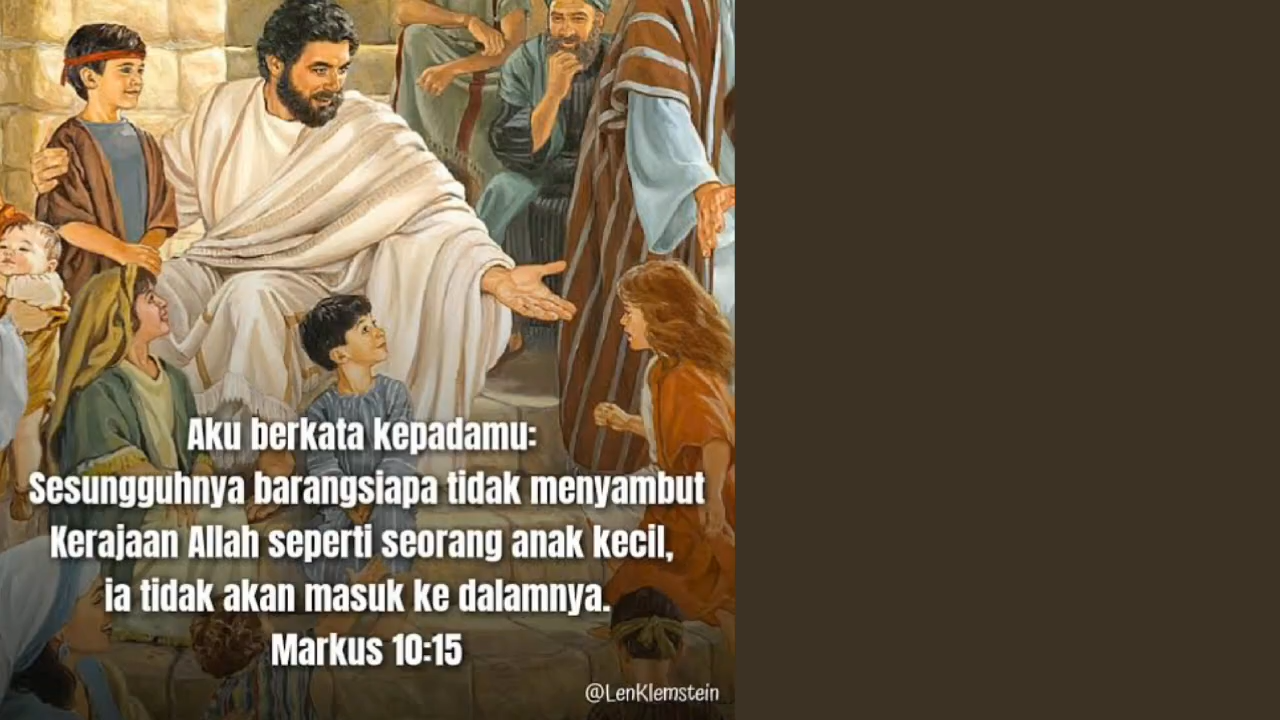 Aku berkata kepadamu:
Sesungguhnya barangsiapa tidak menyambut
Kerajaan Allah seperti seorang anak kecil,
ia tidak akan masuk ke dalamnya.
Markus 10:15
@LenKlemstein